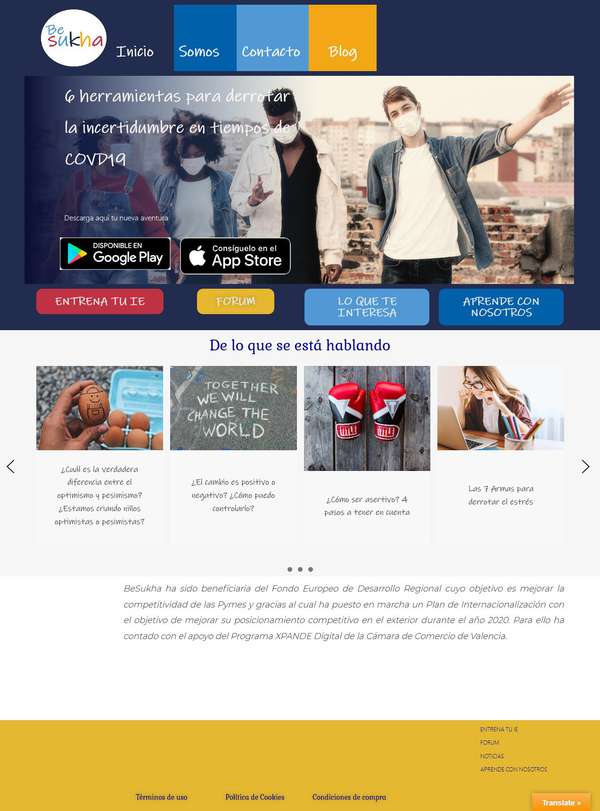 Be
sukha
Inicio
Somos
Contacto
Blog
6 herramientas para derrotar
la incertidumbre en tiempos de
COVD19
Descarga aquí tu nueva aventura
DISPONIBLE EN
Google Play
Consíguelo en el
App Store
ENTRENA TU IE
FORUM
LO QUE TE
INTERESA
APRENDE CON
NOSOTROS
De lo que se está hablando
TOGETHER
WE WILL
CHANGE THE
WORLD
¿Cuál es la verdadera
diferencia entre el
optimismo y pesimismo?
¿Estamos criando niños
optimistas o pesimistas?
¿El cambio es positivo o
negativo? ¿Cómo puedo
controlarlo?
¿Cómo ser asertivo? 4
pasos a tener en cuenta
Las 7 Armas para
derrotar el estrés
BeSukha ha sido beneficiaria del Fondo Europeo de Desarrollo Regional cuyo objetivo es mejorar la
competitividad de las Pymes y gracias al cual ha puesto en marcha un Plan de Internacionalización con
el objetivo de mejorar su posicionamiento competitivo en el exterior durante el año 2020. Para ello ha
contado con el apoyo del Programa XPANDE Digital de la Cámara de Comercio de Valencia.
ENTRENA TU IE
FORUM
NOTICIAS
APRENDE CON NOSOTROS
Términos de uso
Política de Cookies
Condiciones de compra
Translate »